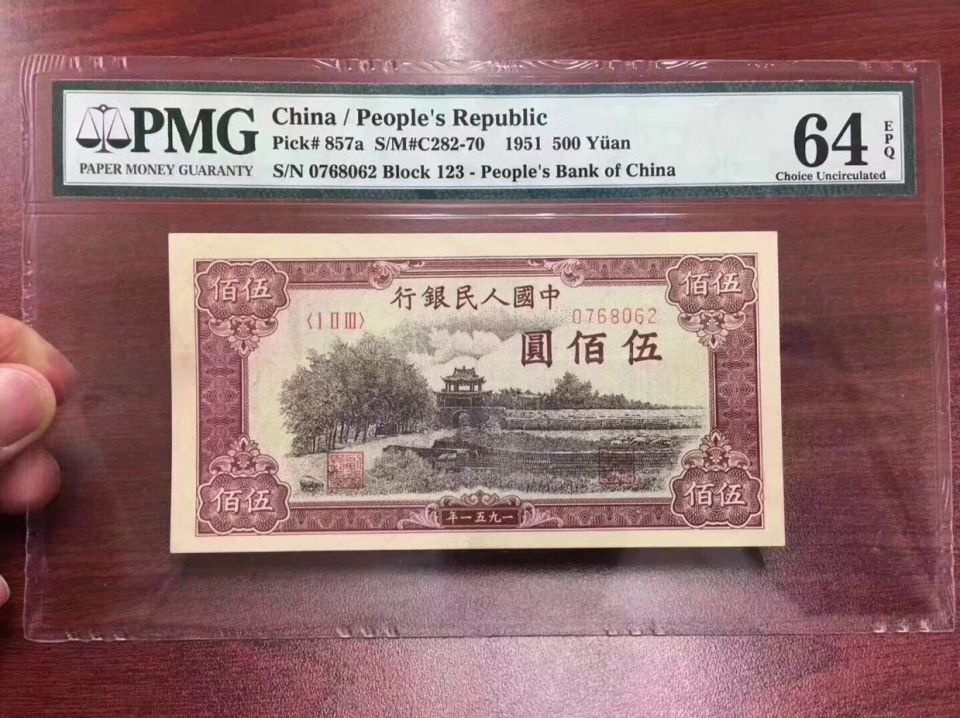 PMG
PAPER MONEY GUARANTY
China / People's Republic
Pick# 857a S/M#C282-70 1951 500 Yüan
S/N 0768062 Block 123 - People's Bank of China
64
EPQ
Choice Uncirculated
佰伍
佰伍
行銀民人國中
〈I II III〉
0768062
圓佰伍
佰伍
佰伍
年一五九一